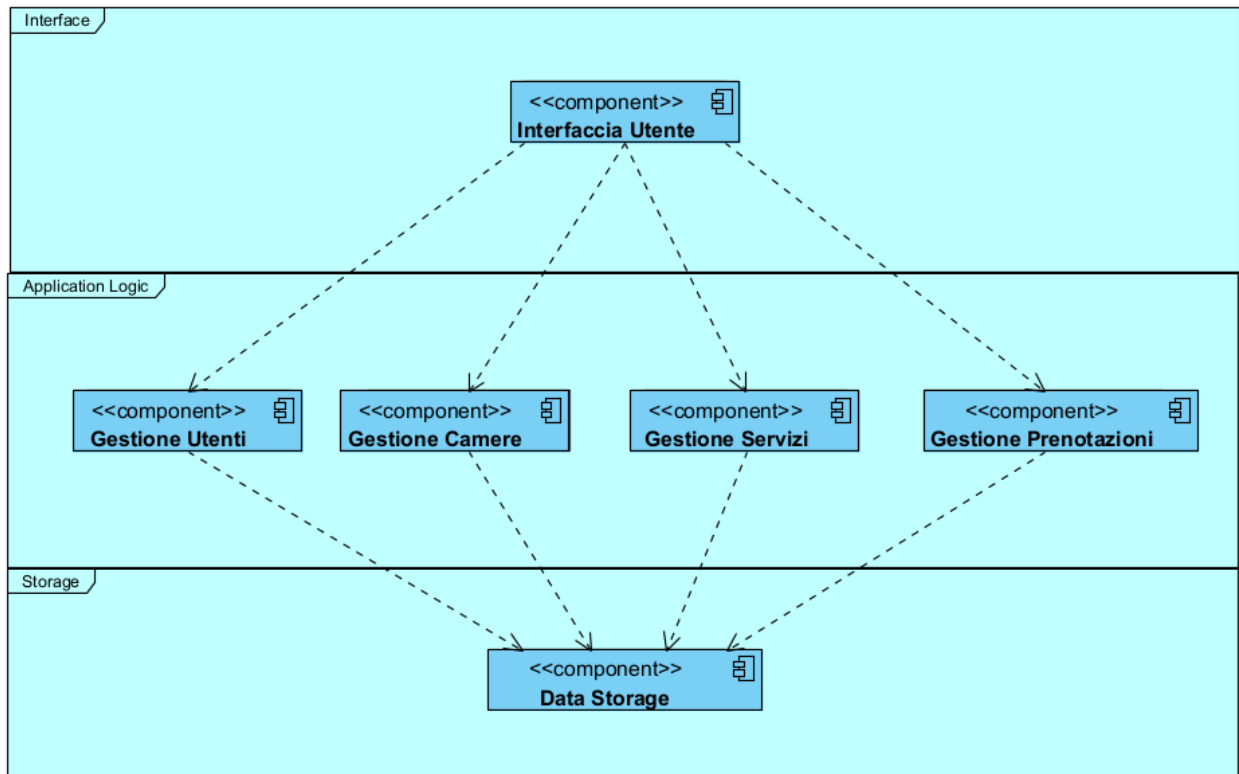 Interface
<<component>>
Interfaccia Utente
Application Logic
<<component>>
Gestione Utenti
<<component>>
Gestione Camere
<<component>>
Gestione Servizi
<<component>>
Gestione Prenotazioni
Storage
<<component>>
Data Storage